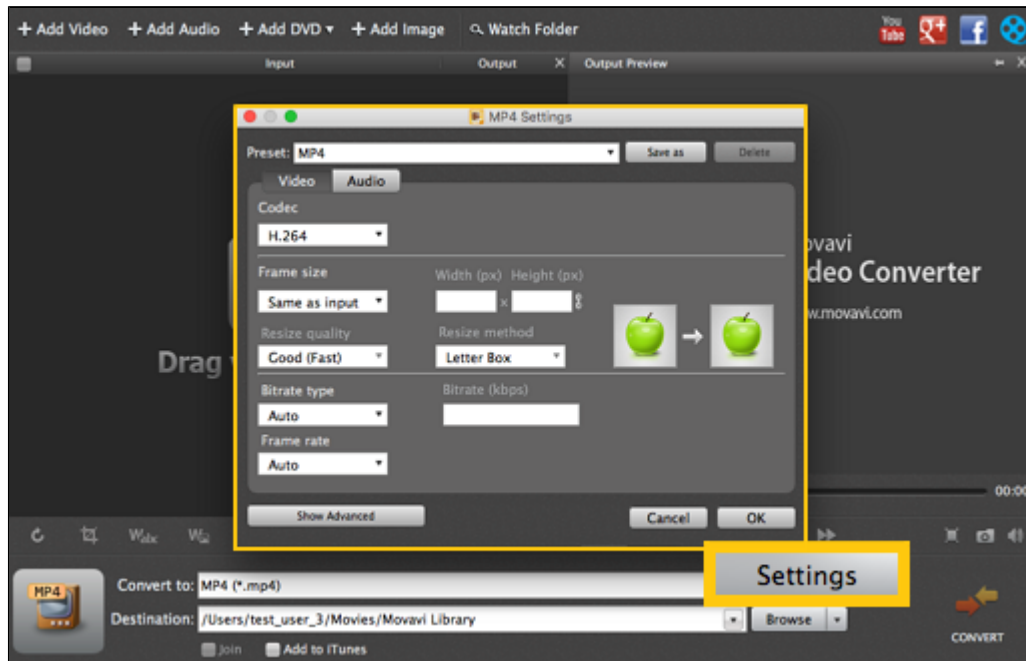 + Add Video + Add Audio + Add DVD ▾ + Add Image Watch Folder You Tube g+ f
Input Output X Output Preview X
MP4 Settings
Preset: MP4 Save as Delete
Video Audio
Codec
H.264
Frame size Width (px) Height (px)
Same as input x
Resize quality Resize method
Good (Fast) Letter Box
Bitrate type Bitrate (kbps)
Auto
Frame rate
Auto
Show Advanced Cancel OK
ovavi
deo Converter
w.movavi.com
Drag
00:00
Wabc
Settings
MP4
Convert to: MP4 (*.mp4)
Destination: /Users/test_user_3/Movies/Movavi Library Browse
Join Add to iTunes
CONVERT